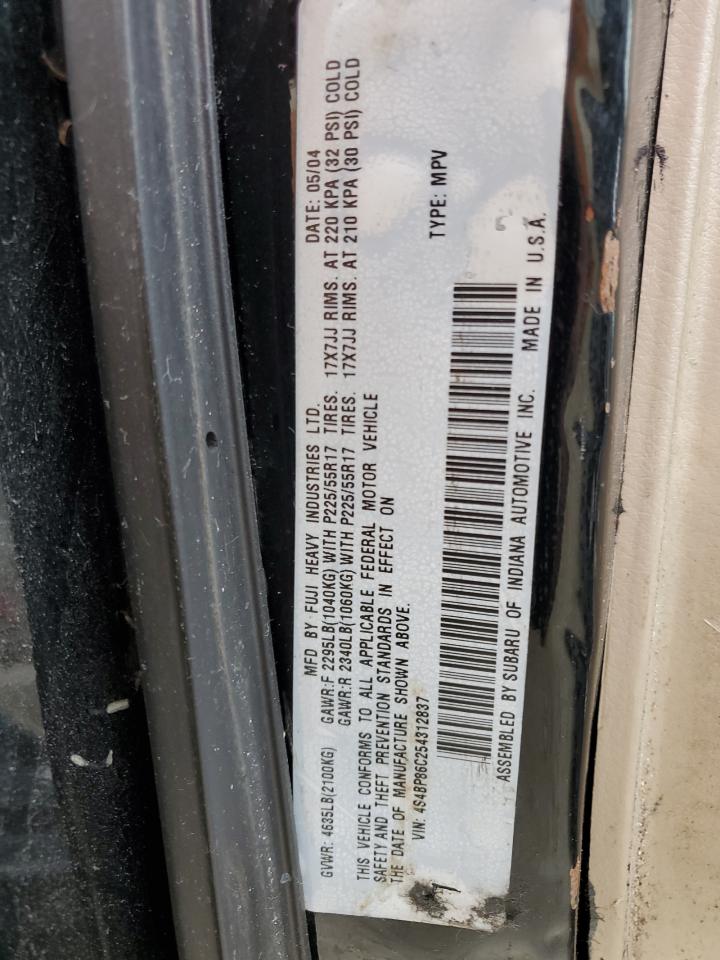 MFD BY FUJI HEAVY INDUSTRIES LTD. DATE: 05/04
GVWR: 4635LB(2100KG) GAWR:F 2295LB(1040KG) WITH P225/55R17 TIRES. 17X7JJ RIMS. AT 220 KPA (32 PSI) COLD
GAWR:R 2340LB(1060KG) WITH P225/55R17 TIRES. 17X7JJ RIMS. AT 210 KPA (30 PSI) COLD
THIS VEHICLE CONFORMS TO ALL APPLICABLE FEDERAL MOTOR VEHICLE
SAFETY AND THEFT PREVENTION STANDARDS IN EFFECT ON
THE DATE OF MANUFACTURE SHOWN ABOVE.
VIN: 4S4BP86C254312837 TYPE: MPV
ASSEMBLED BY SUBARU OF INDIANA AUTOMOTIVE INC. MADE IN U.S.A.